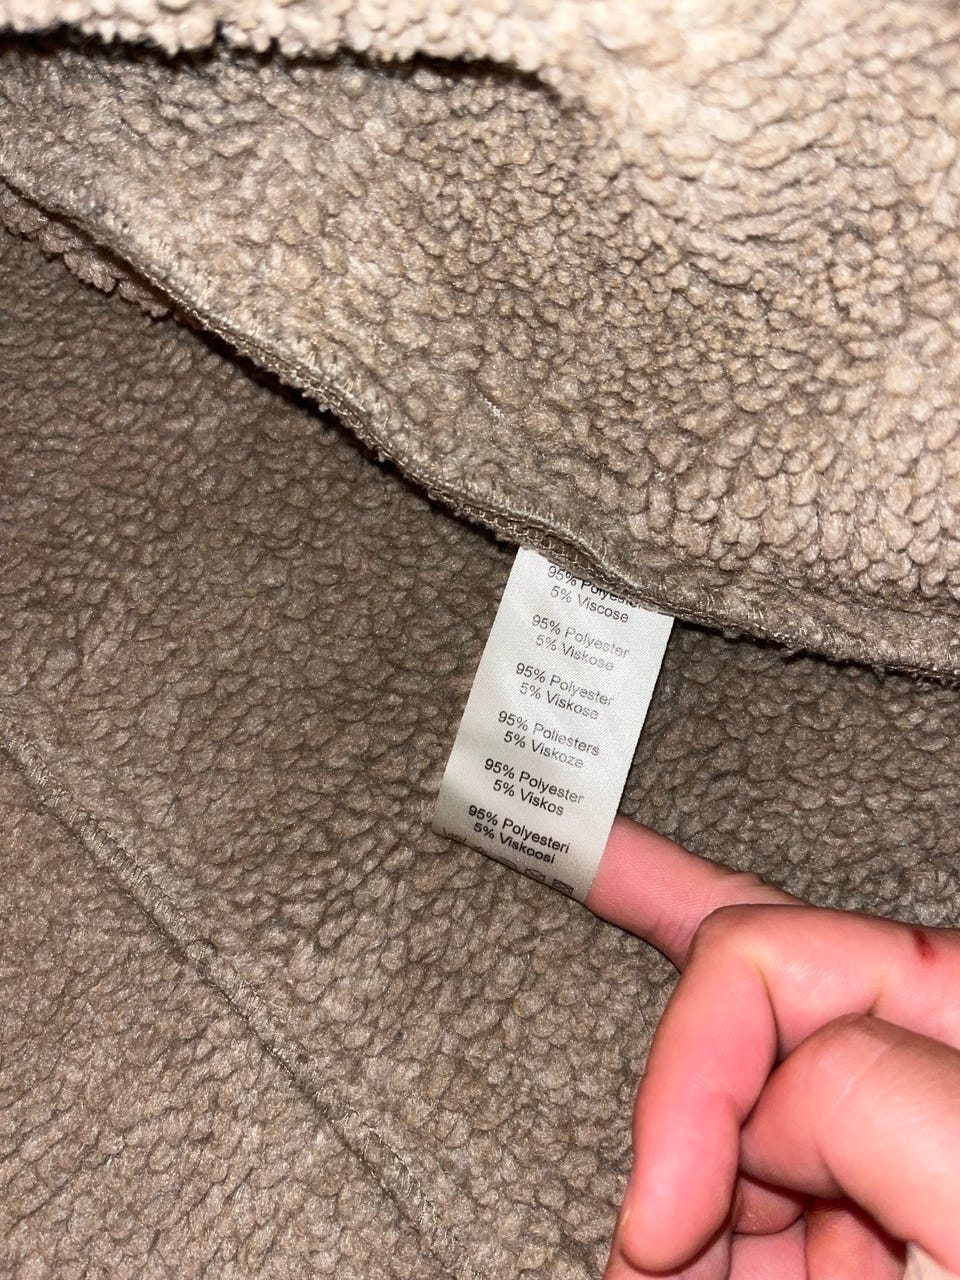 95% Polyester
5% Viscose
95% Polyester
5% Viskose
95% Polyester
5% Viskose
95% Poliesters
5% Viskoze
95% Polyester
5% Viskos
95% Polyesteri
5% Viskoosi